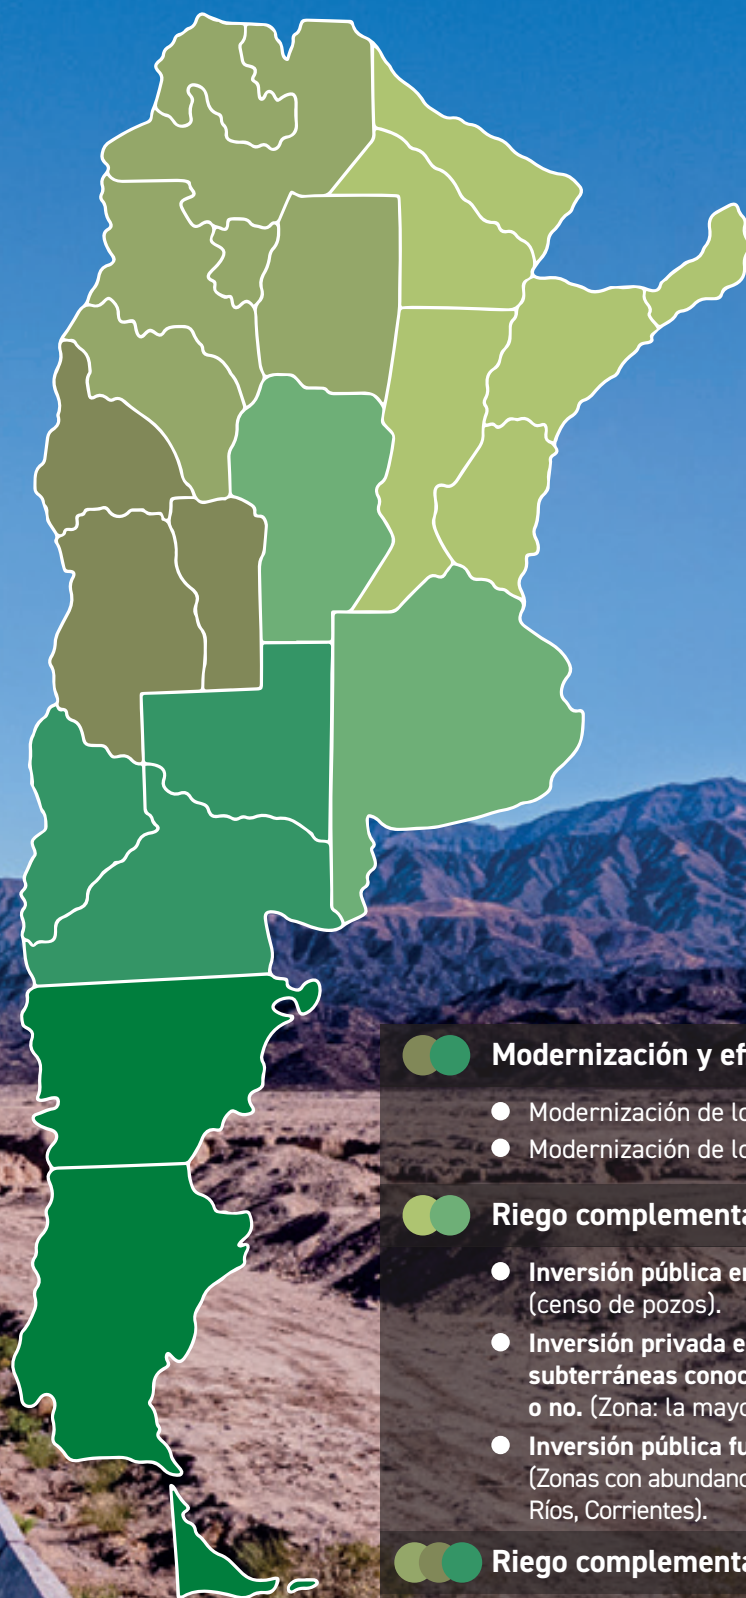 Modernización y ef
Modernización de lo
Modernización de lo
Riego complementa
Inversión pública en
(censo de pozos).
Inversión privada e
subterráneas conoc
o no. (Zona: la mayo
Inversión pública fu
(Zonas con abundanc
Ríos, Corrientes).
Riego complementa